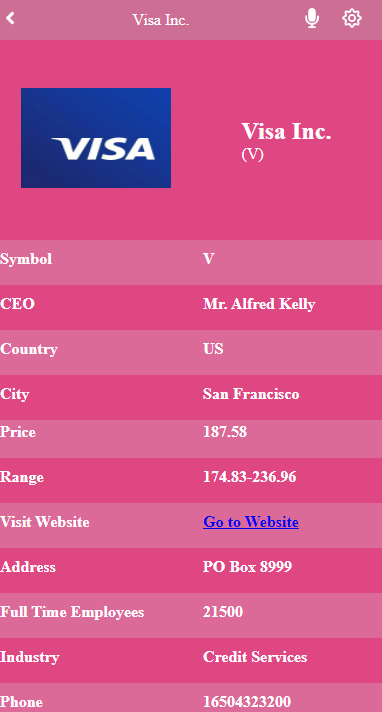 Visa Inc.
VISA
Visa Inc.
(V)
Symbol V
CEO Mr. Alfred Kelly
Country US
City San Francisco
Price 187.58
Range 174.83-236.96
Visit Website Go to Website
Address PO Box 8999
Full Time Employees 21500
Industry Credit Services
Phone 16504323200